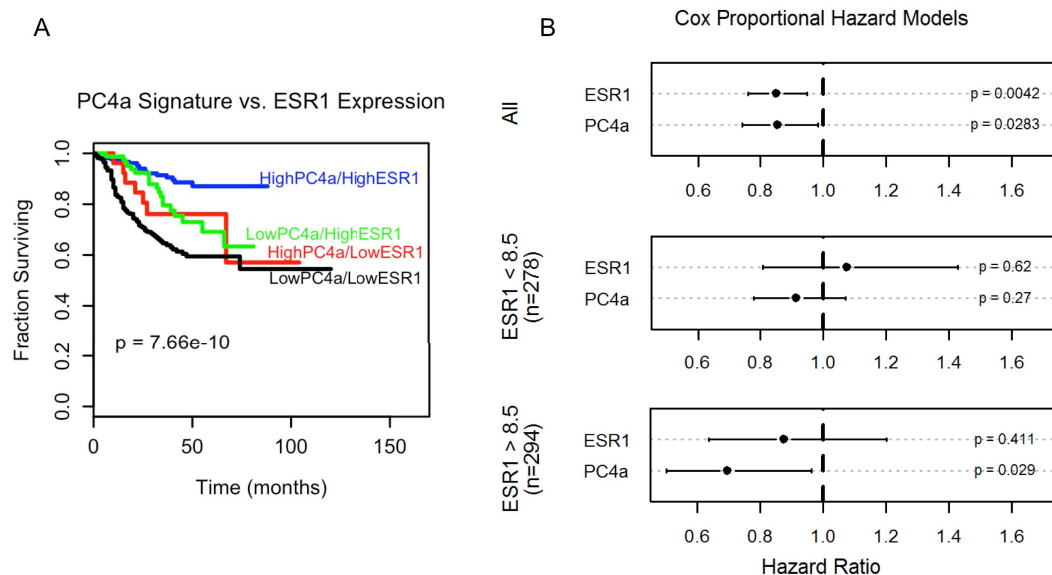 A
PC4a Signature vs. ESR1 Expression
Fraction Surviving
1.0
0.8
0.6
0.4
0.2
0.0
HighPC4a/HighESR1
LowPC4a/HighESR1
HighPC4a/LowESR1
LowPC4a/LowESR1
p = 7.66e-10
0 50 100 150
Time (months)
B
Cox Proportional Hazard Models
All
ESR1 p = 0.0042
PC4a p = 0.0283
0.6 0.8 1.0 1.2 1.4 1.6
ESR1 < 8.5
(n=278)
ESR1 p = 0.62
PC4a p = 0.27
0.6 0.8 1.0 1.2 1.4 1.6
ESR1 > 8.5
(n=294)
ESR1 p = 0.411
PC4a p = 0.029
0.6 0.8 1.0 1.2 1.4 1.6
Hazard Ratio